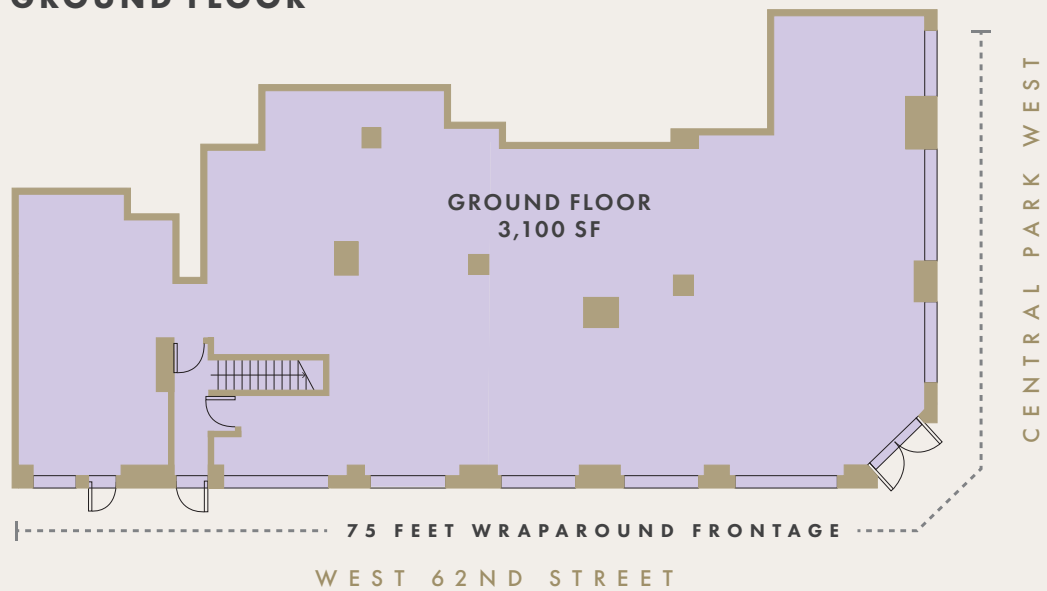 GROUND FLOOR
GROUND FLOOR
3,100 SF
CENTRAL PARK WEST
75 FEET WRAPAROUND FRONTAGE
WEST 62ND STREET